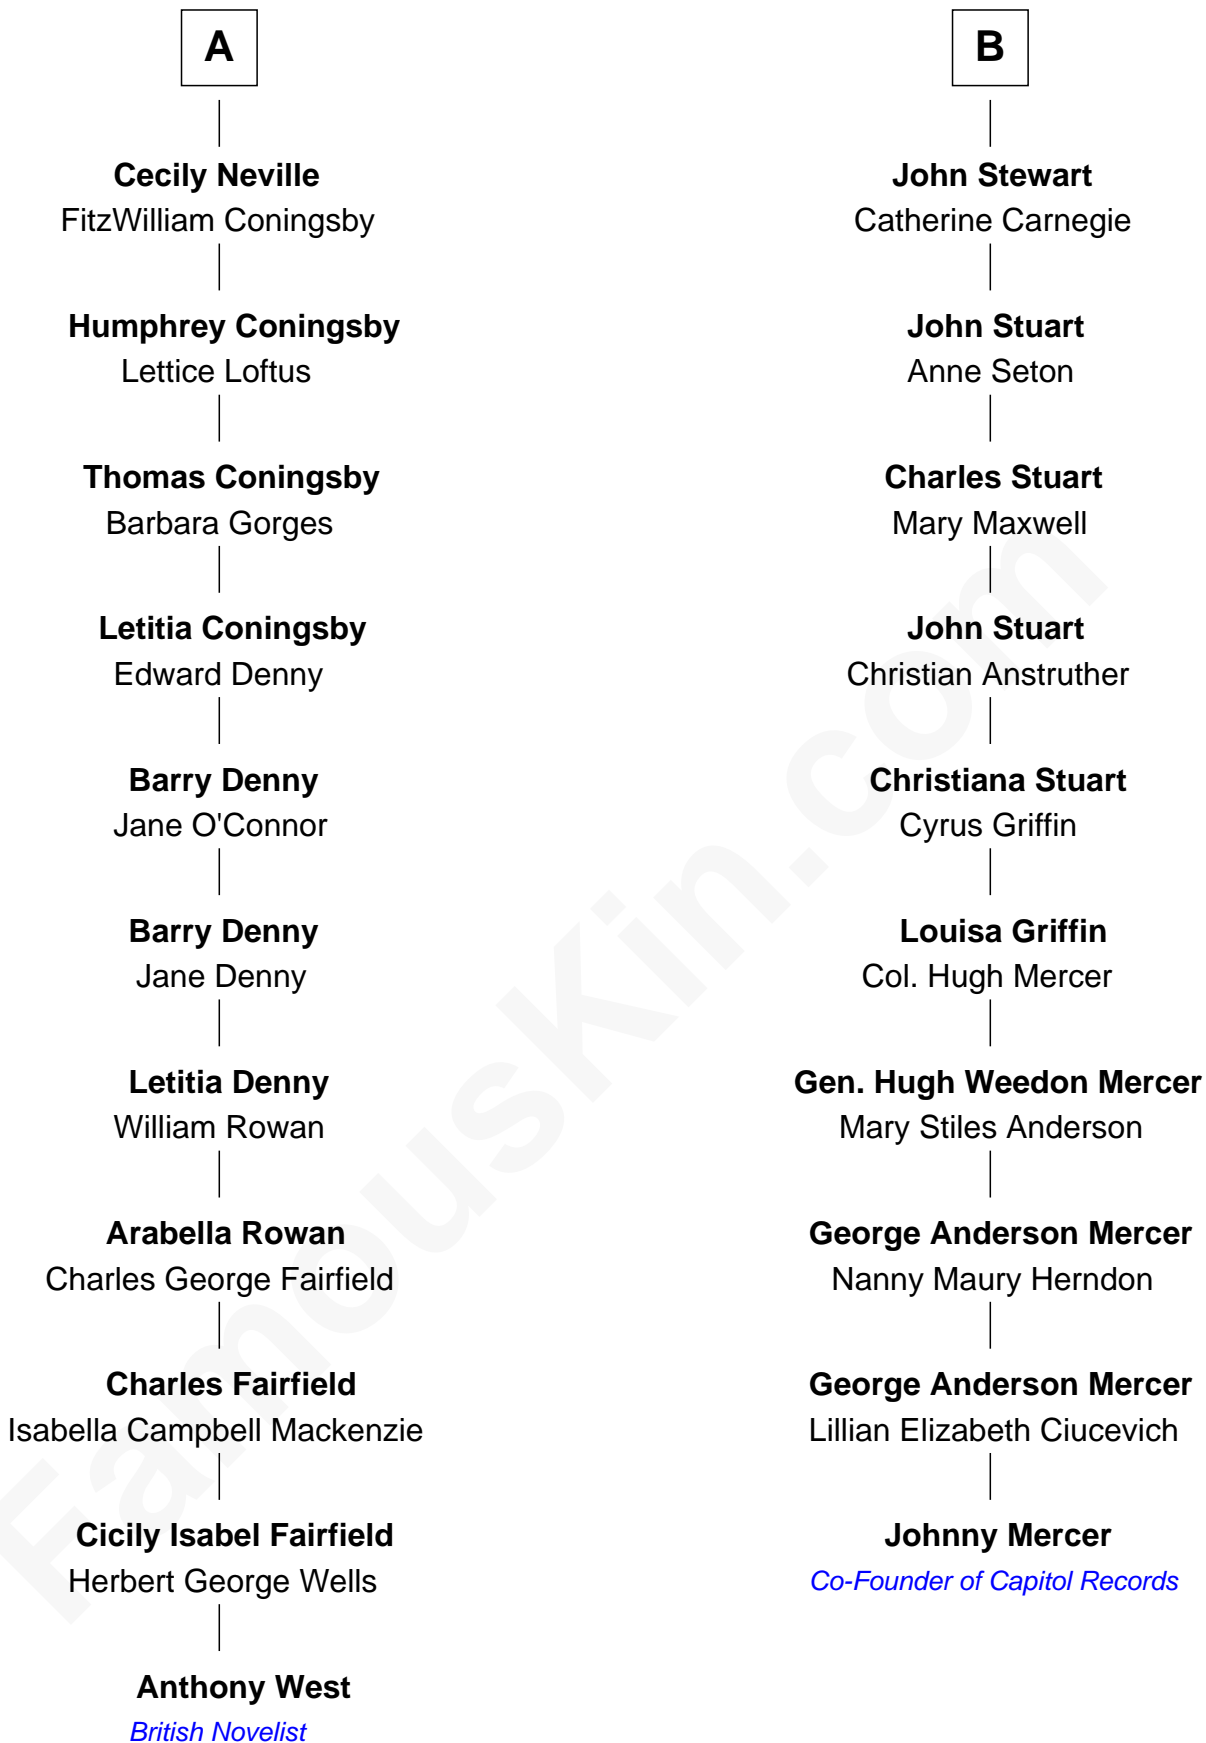 A
Cecily Neville
FitzWilliam Coningsby
Humphrey Coningsby
Lettice Loftus
Thomas Coningsby
Barbara Gorges
Letitia Coningsby
Edward Denny
Barry Denny
Jane O'Connor
Barry Denny
Jane Denny
Letitia Denny
William Rowan
Arabella Rowan
Charles George Fairfield
Charles Fairfield
Isabella Campbell Mackenzie
Cicily Isabel Fairfield
Herbert George Wells
Anthony West
British Novelist
B
John Stewart
Catherine Carnegie
John Stuart
Anne Seton
Charles Stuart
Mary Maxwell
John Stuart
Christian Anstruther
Christiana Stuart
Cyrus Griffin
Louisa Griffin
Col. Hugh Mercer
Gen. Hugh Weedon Mercer
Mary Stiles Anderson
George Anderson Mercer
Nanny Maury Herndon
George Anderson Mercer
Lillian Elizabeth Ciucevich
Johnny Mercer
Co-Founder of Capitol Records
FamousKin.com